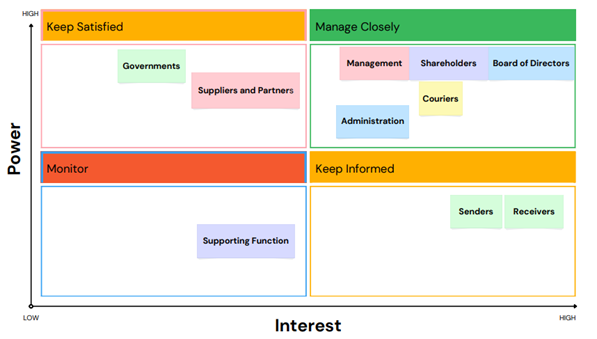 HIGH
Keep Satisfied
Manage Closely
Governments
Suppliers and Partners
Management
Shareholders
Board of Directors
Couriers
Administration
Power
Monitor
Keep Informed
Supporting Function
Senders
Receivers
LOW
Interest
HIGH